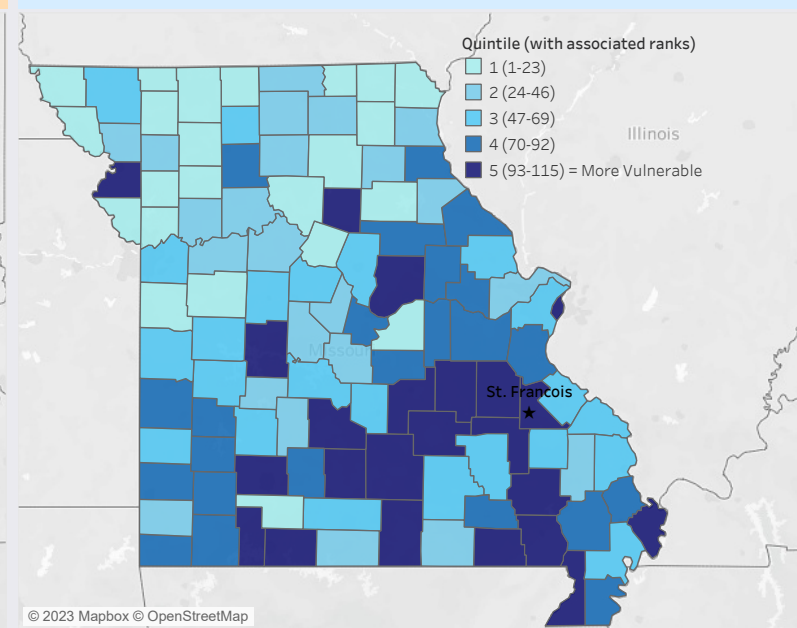 Quintile (with associated ranks)
1 (1-23)
2 (24-46)
3 (47-69)
4 (70-92)
5 (93-115) = More Vulnerable
Illinois
Missouri
St. Francois
© 2023 Mapbox © OpenStreetMap